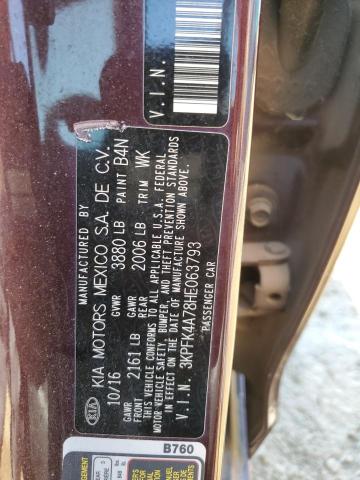 V.I.N.
KIA
MANUFACTURED BY
KIA MOTORS MEXICO S.A. DE C.V.
10/16 GVWR 3880 LB PAINT B4N
GAWR FRONT 2161 LB GAWR REAR 2006 LB TRIM WK
THIS VEHICLE CONFORMS TO ALL APPLICABLE U.S.A. FEDERAL
MOTOR VEHICLE SAFETY, BUMPER, AND THEFT PREVENTION STANDARDS
IN EFFECT ON THE DATE OF MANUFACTURE SHOWN ABOVE.
V.I.N. 3KPFK4A78HE063793
PASSENGER CAR
B760